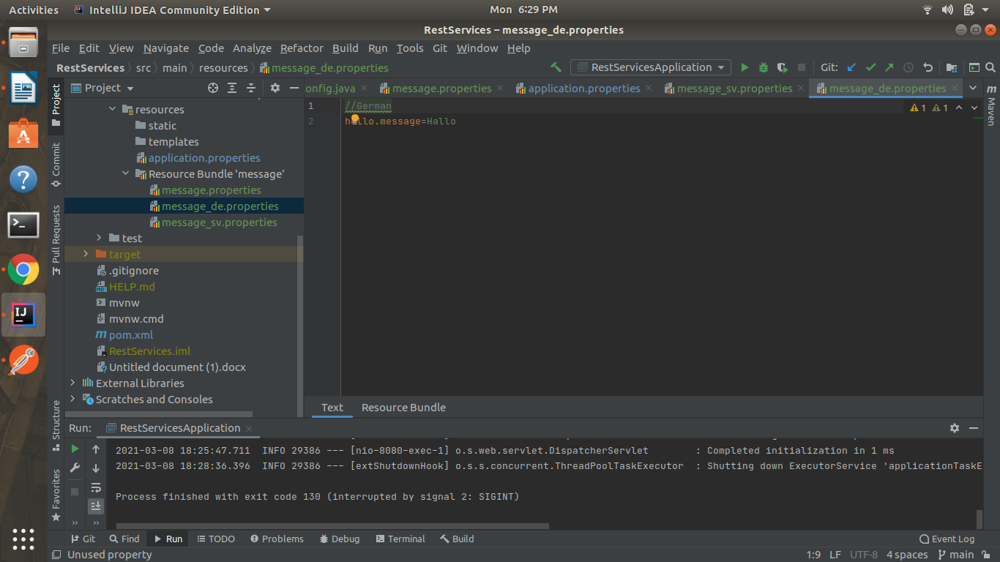 Activities IntelliJ IDEA Community Edition Mon 6:29 PM
RestServices – message_de.properties
File Edit View Navigate Code Analyze Refactor Build Run Tools Git Window Help
RestServices src main resources message_de.properties RestServicesApplication Git:
Project onfig.java message.properties application.properties message_sv.properties message_de.properties
Project
Commit
Pull Requests
Structure
Favorites
Maven
resources
static
templates
application.properties
Resource Bundle 'message'
message.properties
message_de.properties
message_sv.properties
test
target
.gitignore
HELP.md
mvnw
mvnw.cmd
pom.xml
RestServices.iml
Untitled document (1).docx
External Libraries
Scratches and Consoles
1 //German 1 1
2 hello.message=Hallo
Text Resource Bundle
Run: RestServicesApplication
2021-03-08 18:25:47.711 INFO 29386 --- [nio-8080-exec-1] o.s.web.servlet.DispatcherServlet : Completed initialization in 1 ms
2021-03-08 18:28:36.396 INFO 29386 --- [extShutdownHook] o.s.s.concurrent.ThreadPoolTaskExecutor : Shutting down ExecutorService 'applicationTaskE
Process finished with exit code 130 (interrupted by signal 2: SIGINT)
Git Find Run TODO Problems Debug Terminal Build Event Log
Unused property 1:9 LF UTF-8 4 spaces main